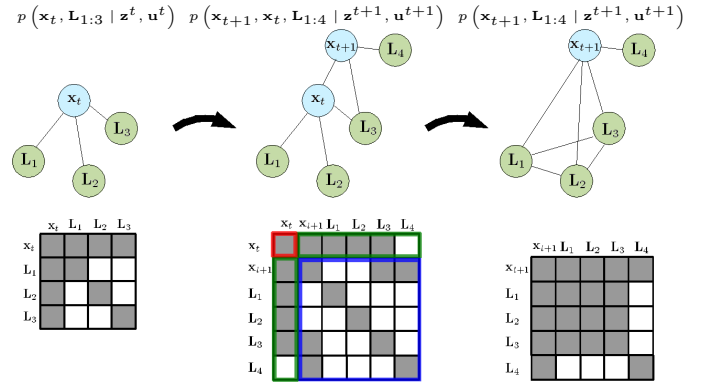 p(x_t, L_{1:3} | z^t, u^t)
p(x_{t+1}, x_t, L_{1:4} | z^{t+1}, u^{t+1})
p(x_{t+1}, L_{1:4} | z^{t+1}, u^{t+1})
x_t
L_1
L_2
L_3
x_{t+1}
L_4
x_t
L_3
L_1
L_2
x_{t+1}
L_4
L_3
L_1
L_2
x_t L_1 L_2 L_3
x_t
L_1
L_2
L_3
x_t x_{t+1} L_1 L_2 L_3 L_4
x_t
x_{t+1}
L_1
L_2
L_3
L_4
x_{t+1} L_1 L_2 L_3 L_4
x_{t+1}
L_1
L_2
L_3
L_4